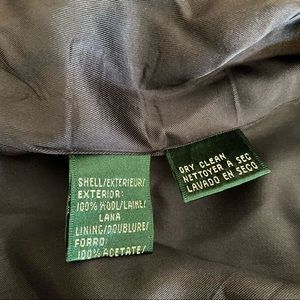 SHELL/EXTERIEUR/
EXTERIOR:
100% WOOL/LAINE/
LANA
LINING/DOUBLURE/
FORRO:
100% ACETATE/
DRY CLEAN
NETTOYER A SEC
LAVADO EN SECO